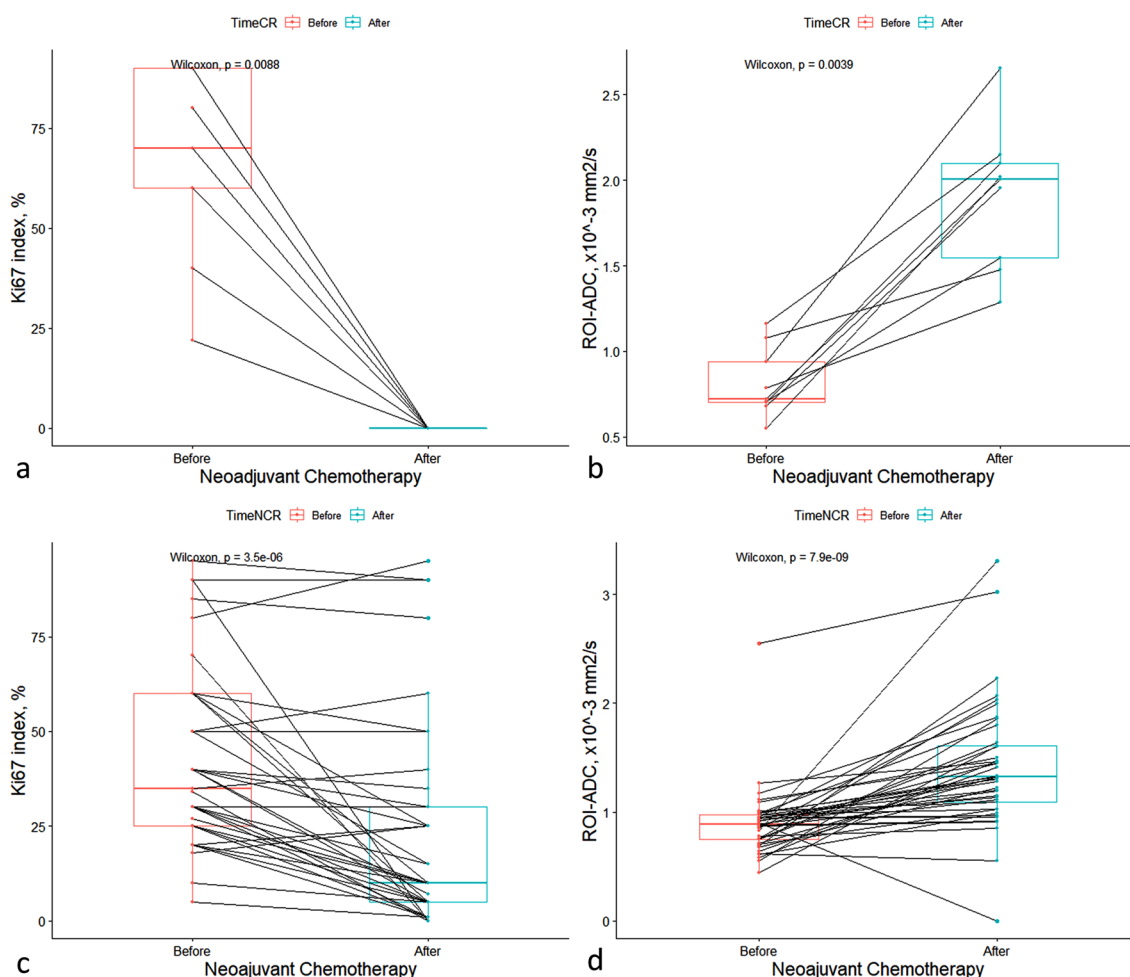 TimeCR Before After
Wilcoxon, p = 0.0088
Ki67 index, %
75
50
25
0
Before After
Neoadjuvant Chemotherapy
a
TimeCR Before After
Wilcoxon, p = 0.0039
ROI-ADC, x10^-3 mm2/s
2.5
2.0
1.5
1.0
0.5
Before After
Neoadjuvant Chemotherapy
b
TimeNCR Before After
Wilcoxon, p = 3.5e-06
Ki67 index, %
75
50
25
0
Before After
Neoajuvant Chemotherapy
c
TimeNCR Before After
Wilcoxon, p = 7.9e-09
ROI-ADC, x10^-3 mm2/s
3
2
1
0
Before After
Neoajuvant Chemotherapy
d